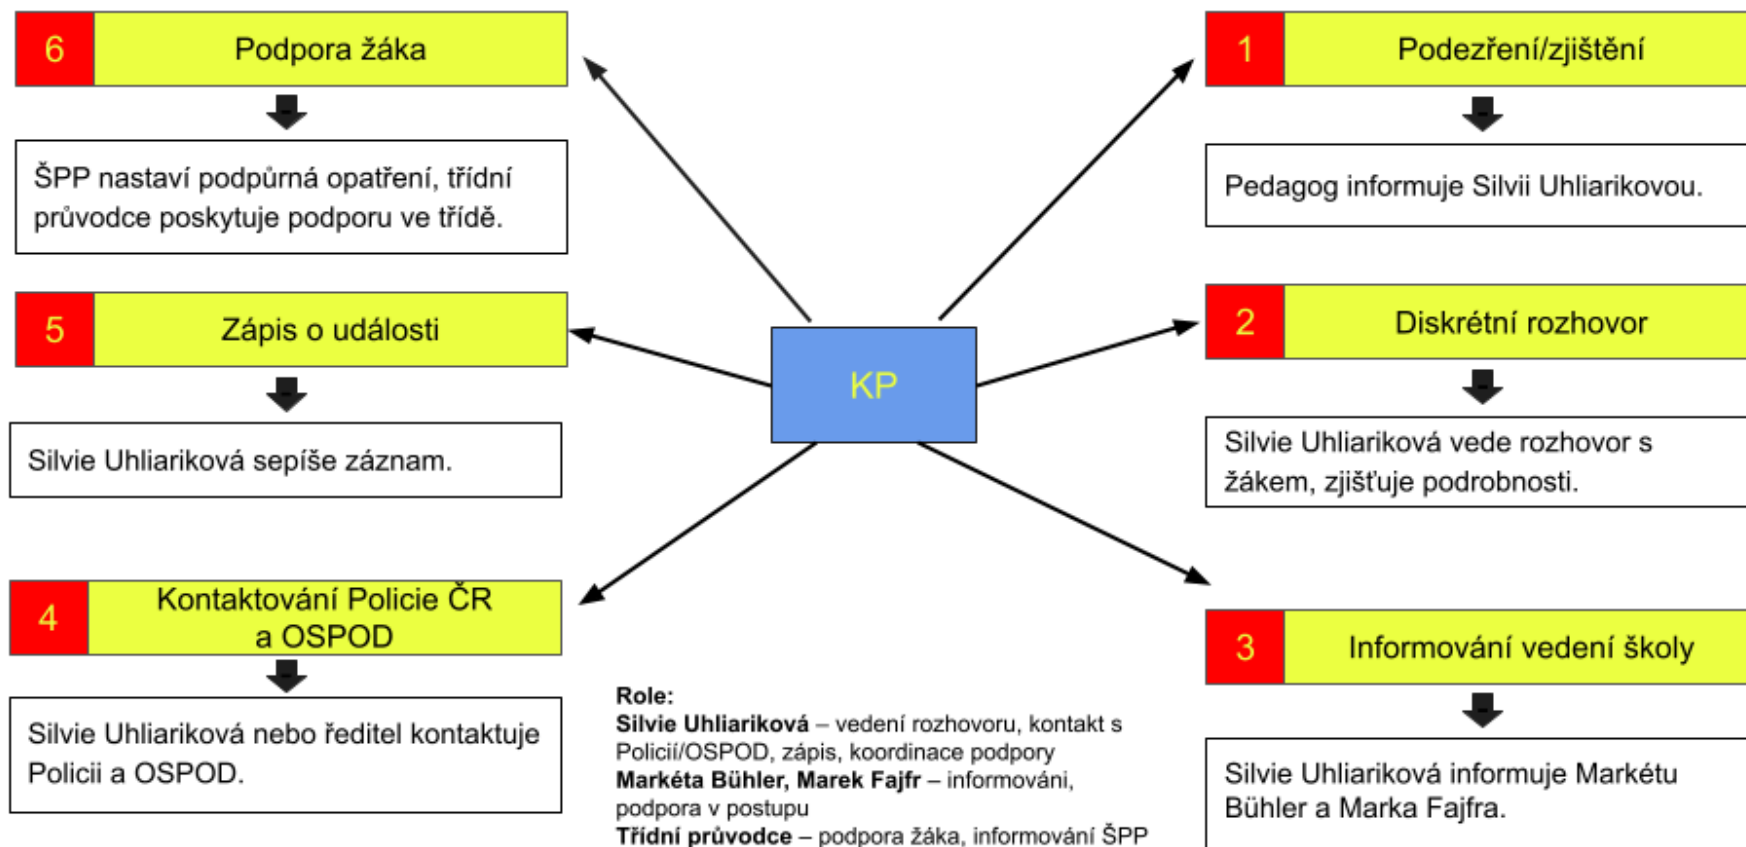 6
Podpora žáka
ŠPP nastaví podpůrná opatření, třídní
průvodce poskytuje podporu ve třídě.
5
Zápis o události
Silvie Uhliariková sepíše záznam.
4
Kontaktování Policie ČR
a OSPOD
Silvie Uhliariková nebo ředitel kontaktuje
Policii a OSPOD.
KP
Role:
Silvie Uhliariková – vedení rozhovoru, kontakt s
Policií/OSPOD, zápis, koordinace podpory
Markéta Bühler, Marek Fajfr – informováni,
podpora v postupu
Třídní průvodce – podpora žáka, informování ŠPP
1
Podezření/zjištění
Pedagog informuje Silvii Uhliarikovou.
2
Diskrétní rozhovor
Silvie Uhliariková vede rozhovor s
žákem, zjišťuje podrobnosti.
3
Informování vedení školy
Silvie Uhliariková informuje Markétu
Bühler a Marka Fajfra.